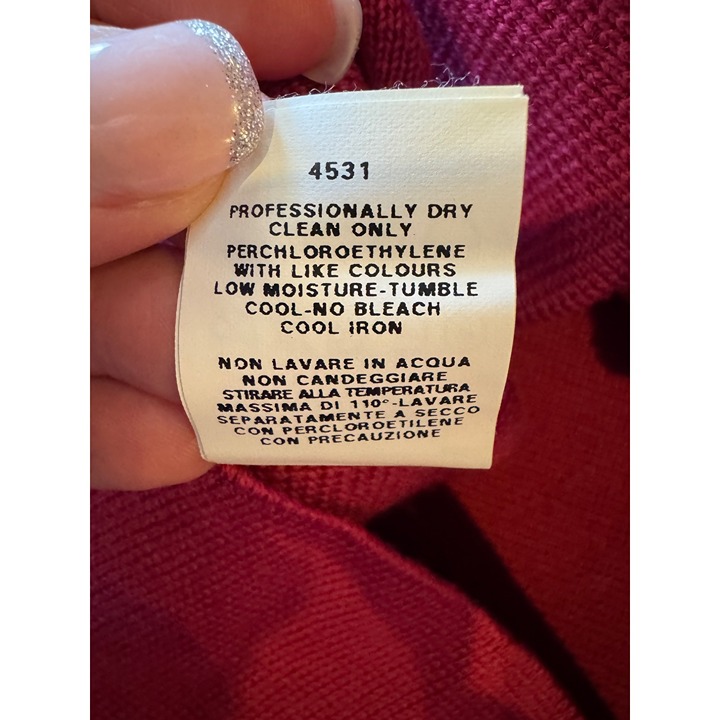 4531
PROFESSIONALLY DRY
CLEAN ONLY
PERCHLOROETHYLENE
WITH LIKE COLOURS
LOW MOISTURE-TUMBLE
COOL-NO BLEACH
COOL IRON
NON LAVARE IN ACQUA
NON CANDEGGIARE
STIRARE ALLA TEMPERATURA
MASSIMA DI 110°-LAVARE
SEPARATAMENTE A SECCO
CON PERCLOROETILENE
CON PRECAUZIONE